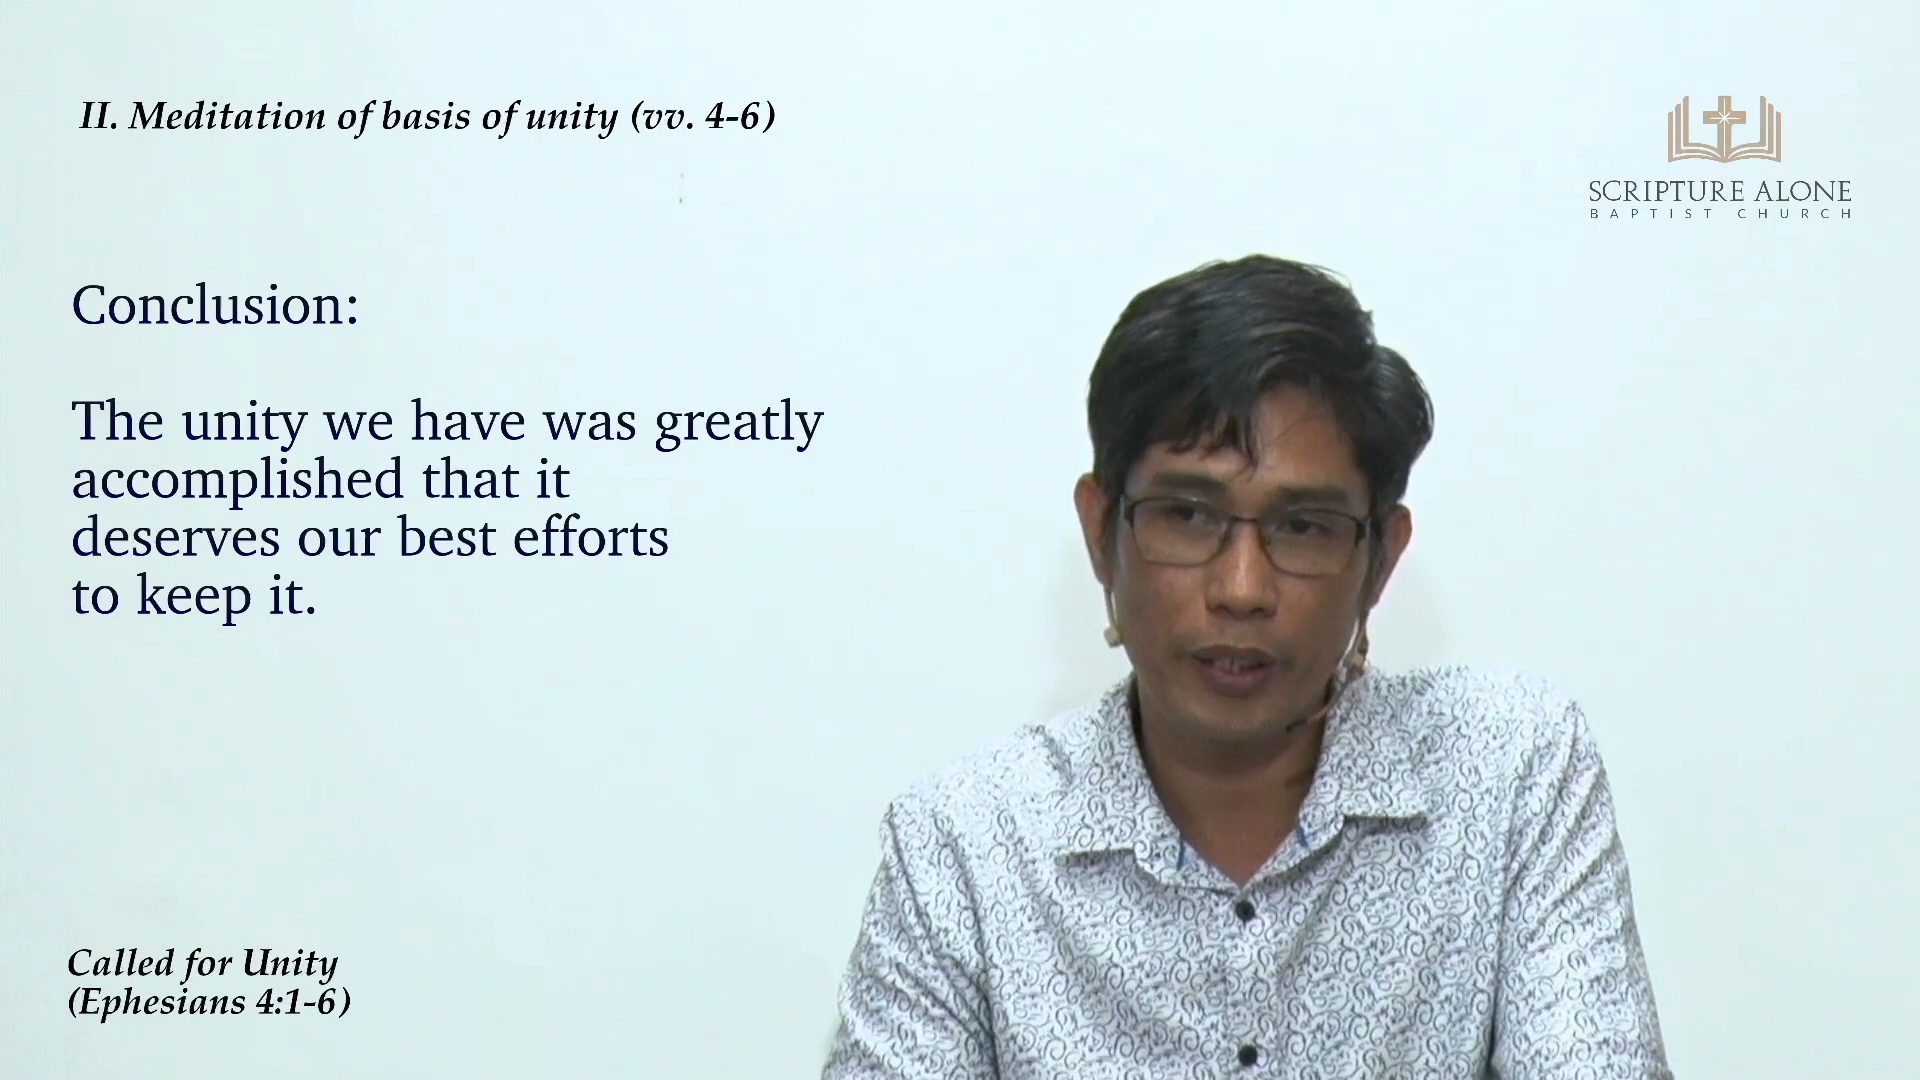 II. Meditation of basis of unity (vv. 4-6)
SCRIPTURE ALONE
BAPTIST CHURCH
Conclusion:
The unity we have was greatly
accomplished that it
deserves our best efforts
to keep it.
Called for Unity
(Ephesians 4:1-6)